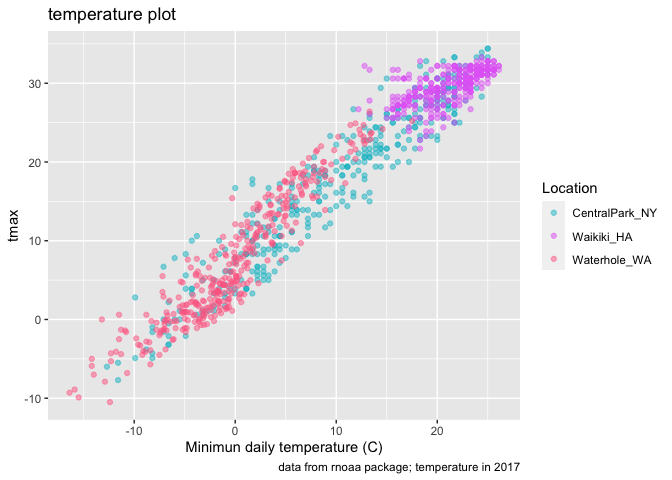 temperature plot
30
20
10
0
-10
tmax
-10
0
10
20
Minimun daily temperature (C)
data from rnoaa package; temperature in 2017
Location
CentralPark_NY
Waikiki_HA
Waterhole_WA